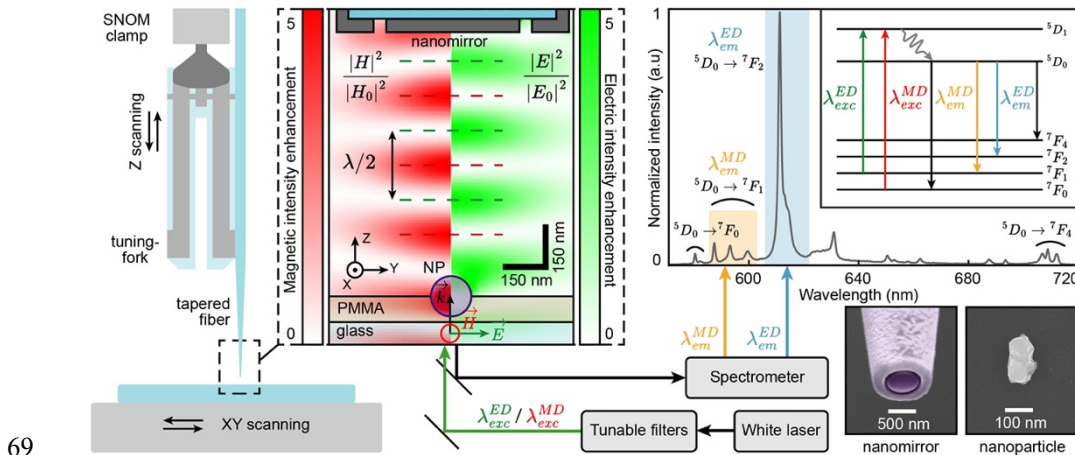 SNOM
clamp
Z scanning
tuning-
fork
tapered
fiber
XY scanning
5
Magnetic intensity enhancement
0
nanomirror
|H|²
|H₀|²
|E|²
|E₀|²
λ/2
Z
X
Y
150 nm
150 nm
NP
k
PMMA
glass
H
E
5
Electric intensity enhancement
0
1
Normalized intensity (a.u)
0
λ_em^ED
⁵D₀ → ⁷F₂
λ_em^MD
⁵D₀ → ⁷F₁
⁵D₀ → ⁷F₀
⁵D₀ → ⁷F₄
600
640
680
720
Wavelength (nm)
⁵D₁
⁵D₀
λ_exc^ED
λ_exc^MD
λ_em^MD
λ_em^ED
⁷F₄
⁷F₂
⁷F₁
⁷F₀
λ_em^MD
λ_em^ED
Spectrometer
λ_exc^ED / λ_exc^MD
Tunable filters
White laser
500 nm
nanomirror
100 nm
nanoparticle
69